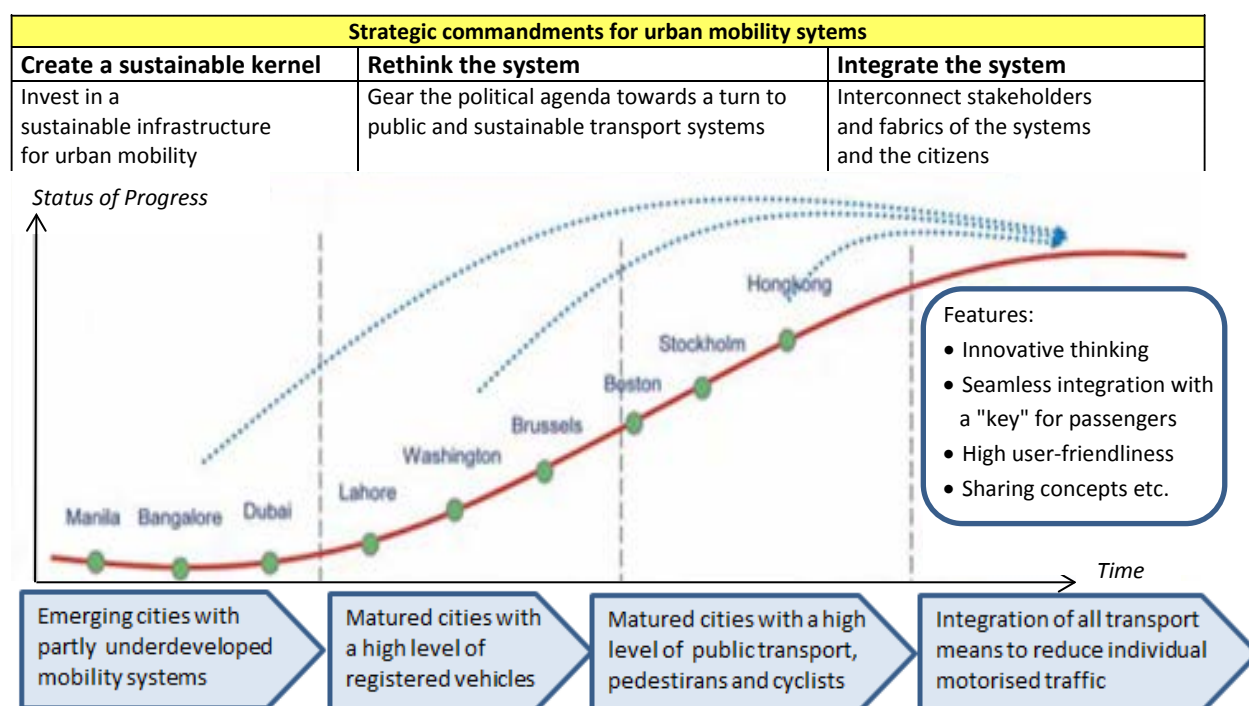 Strategic commandments for urban mobility sytems
Create a sustainable kernel
Rethink the system
Integrate the system
Invest in a
sustainable infrastructure
for urban mobility
Gear the political agenda towards a turn to
public and sustainable transport systems
Interconnect stakeholders
and fabrics of the systems
and the citizens
Status of Progress
Hongkong
Stockholm
Boston
Brussels
Washington
Lahore
Dubai
Bangalore
Manila
Features:
• Innovative thinking
• Seamless integration with
a "key" for passengers
• High user-friendliness
• Sharing concepts etc.
Time
Emerging cities with
partly underdeveloped
mobility systems
Matured cities with
a high level of
registered vehicles
Matured cities with a high
level of public transport,
pedestirans and cyclists
Integration of all transport
means to reduce individual
motorised traffic